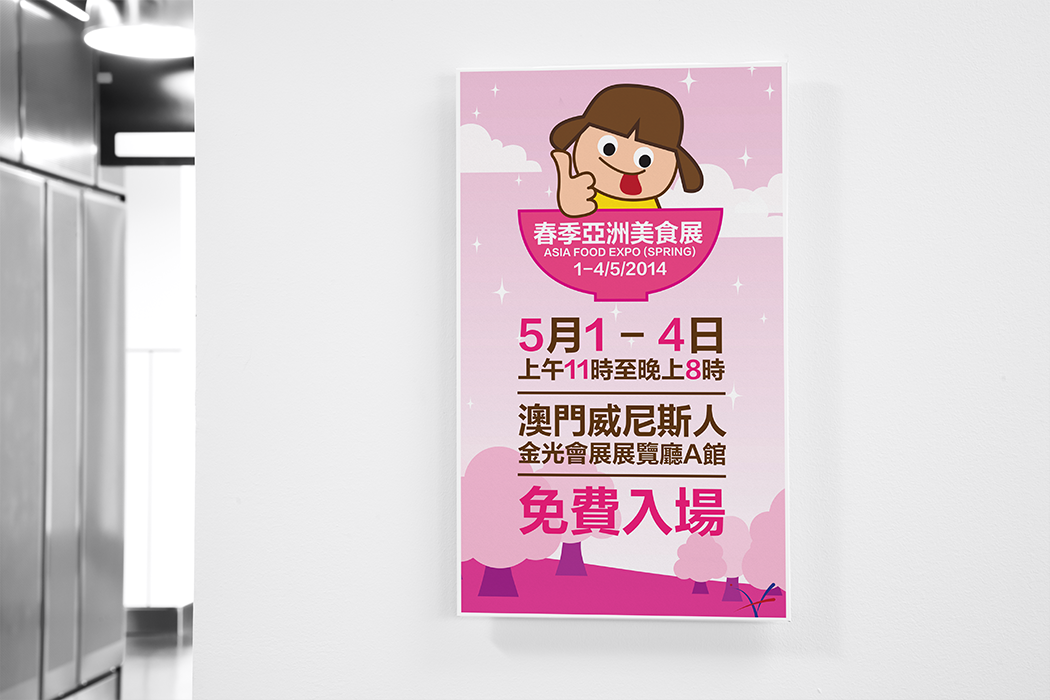 春季亞洲美食展
ASIA FOOD EXPO (SPRING)
1-4/5/2014
5月1 - 4日
上午11時至晚上8時
澳門威尼斯人
金光會展展覽廳A館
免費入場